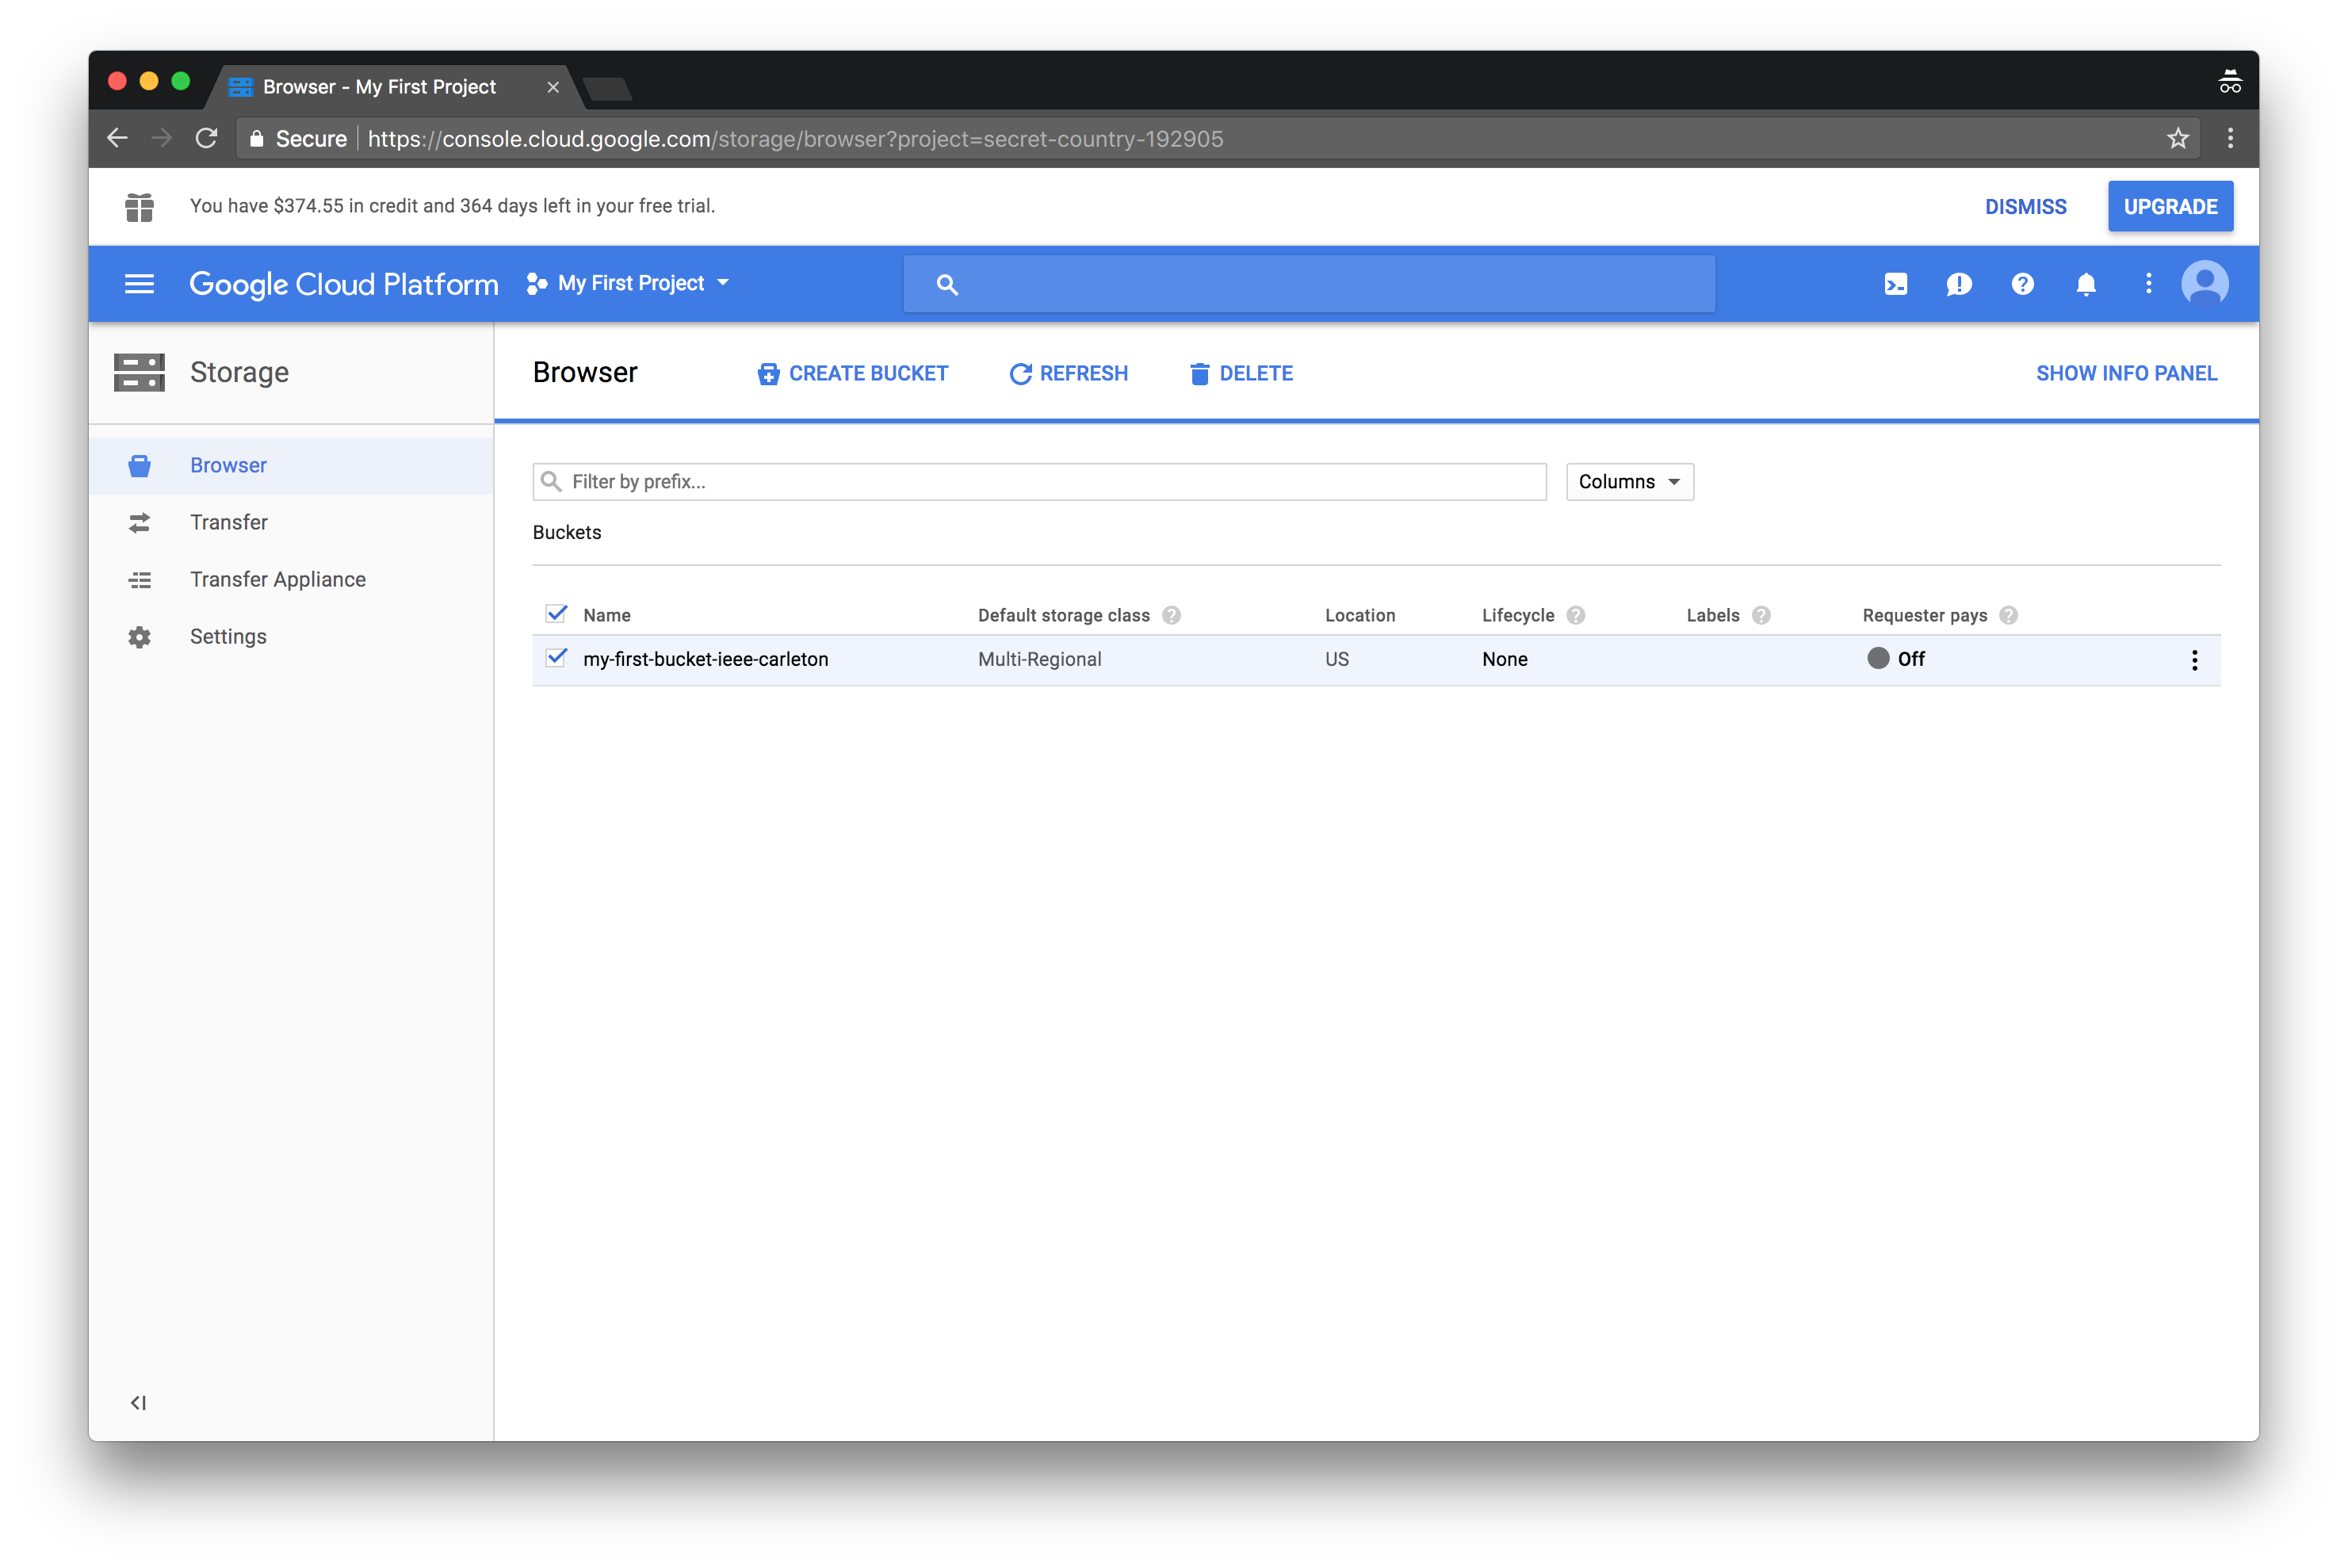 Browser - My First Project
Secure https://console.cloud.google.com/storage/browser?project=secret-country-192905
You have $374.55 in credit and 364 days left in your free trial.
DISMISS
UPGRADE
Google Cloud Platform
My First Project
Storage
Browser
CREATE BUCKET
REFRESH
DELETE
SHOW INFO PANEL
Browser
Transfer
Transfer Appliance
Settings
Filter by prefix...
Columns
Buckets
Name Default storage class Location Lifecycle Labels Requester pays
my-first-bucket-ieee-carleton Multi-Regional US None Off